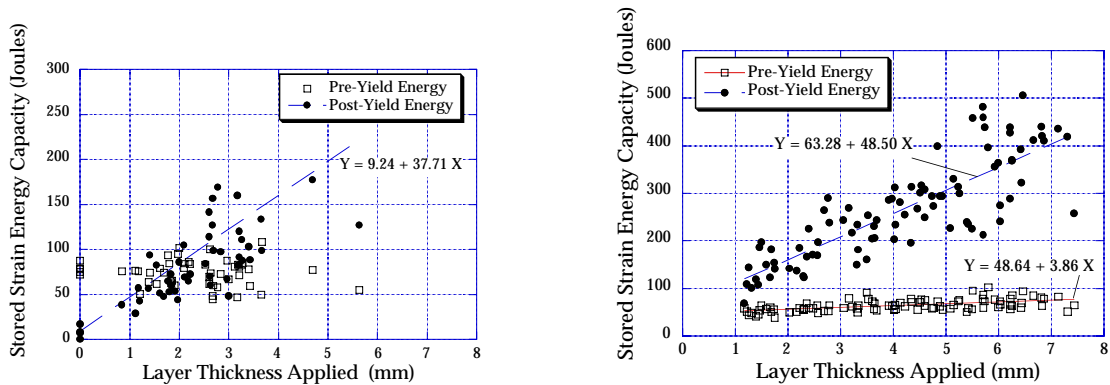 Stored Strain Energy Capacity (Joules)
300
250
200
150
100
50
0
Pre-Yield Energy
Post-Yield Energy
Y = 9.24 + 37.71 X
0 1 2 3 4 5 6 7 8
Layer Thickness Applied (mm)
Stored Strain Energy Capacity (Joules)
600
500
400
300
200
100
0
Pre-Yield Energy
Post-Yield Energy
Y = 63.28 + 48.50 X
Y = 48.64 + 3.86 X
0 1 2 3 4 5 6 7 8
Layer Thickness Applied (mm)